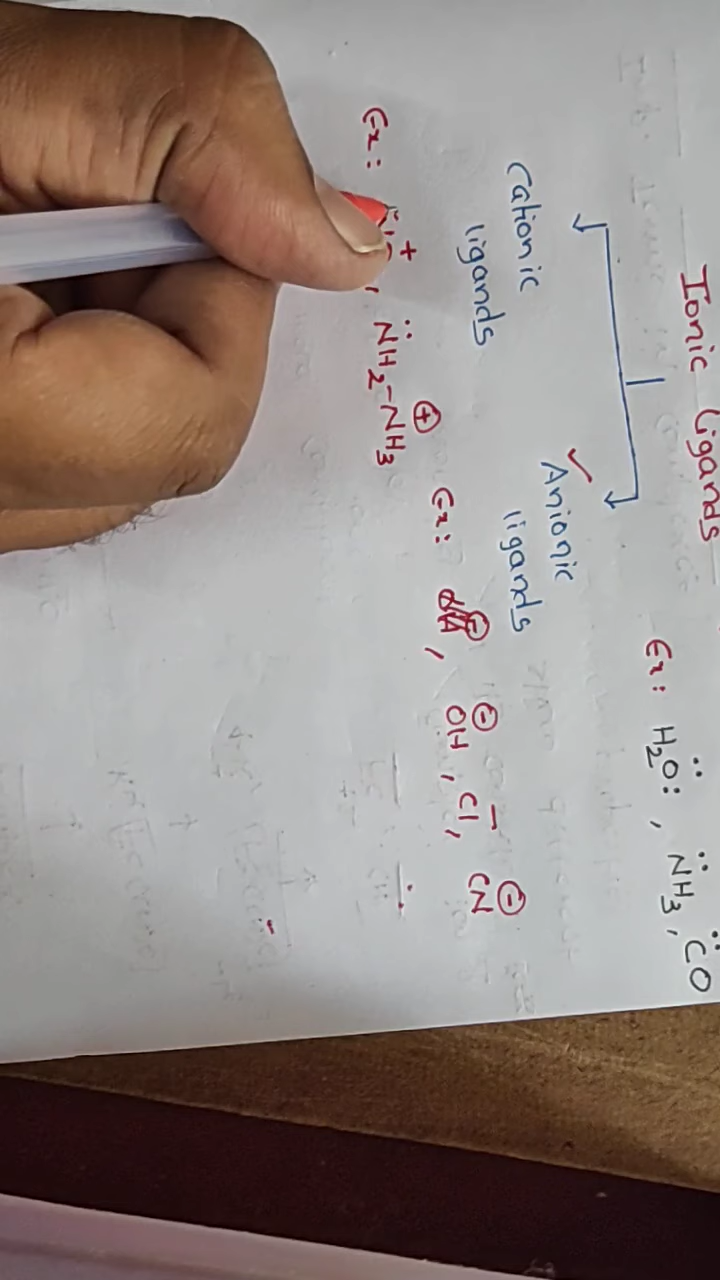 Ionic Ligands
Cationic ligands
Anionic ligands
Ex: H₂Ö:, N̈H₃, C̈O
Ex: +, N̈H₂-NH₃⊕
Ex: OH⊖, Cl⁻, CN⊖